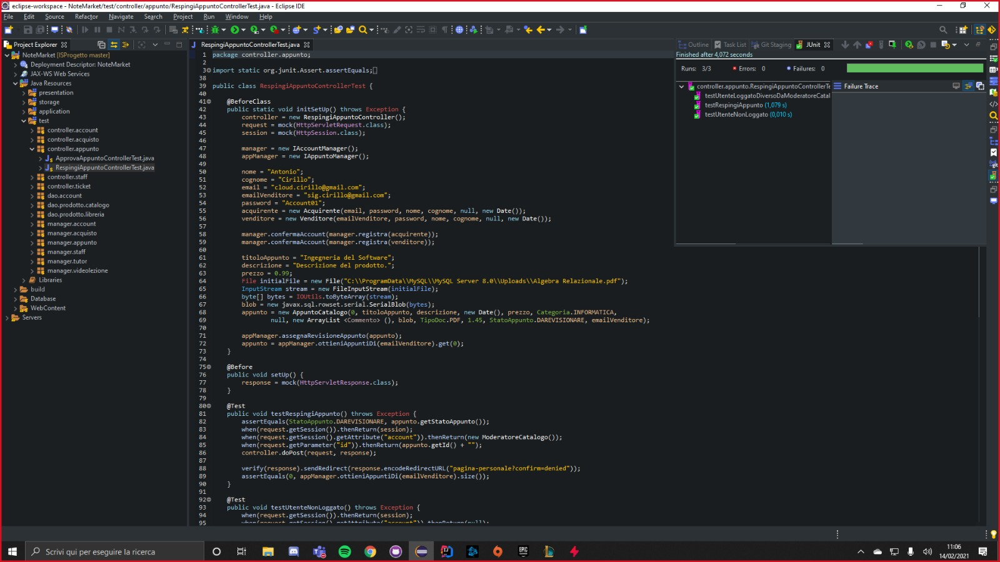 eclipse-workspace - NoteMarket/test/controller/appunto/RespingiAppuntoControllerTest.java - Eclipse IDE
File Edit Source Refactor Navigate Search Project Run Window Help
Project Explorer
NoteMarket [ISProgetto master]
Deployment Descriptor: NoteMarket
JAX-WS Web Services
Java Resources
presentation
storage
application
test
controller.account
controller.acquisto
controller.appunto
ApprovaAppuntoControllerTest.java
RespingiAppuntoControllerTest.java
controller.staff
controller.ticket
dao.account
dao.prodotto.catalogo
dao.prodotto.libreria
manager.account
manager.acquisto
manager.appunto
manager.staff
manager.tutor
manager.videolezione
Libraries
build
Database
WebContent
Servers
RespingiAppuntoControllerTest.java
1 package controller.appunto;
2
3 import static org.junit.Assert.assertEquals;
38
39 public class RespingiAppuntoControllerTest {
40
41 @BeforeClass
42 public static void initSetUp() throws Exception {
43 controller = new RespingiAppuntoController();
44 request = mock(HttpServletRequest.class);
45 session = mock(HttpSession.class);
46
47 manager = new IAccountManager();
48 appManager = new IAppuntoManager();
49
50 nome = "Antonio";
51 cognome = "Cirillo";
52 email = "cloud.cirillo@gmail.com";
53 emailVenditore = "sig.cirillo@gmail.com";
54 password = "Account01";
55 acquirente = new Acquirente(email, password, nome, cognome, null, new Date());
56 venditore = new Venditore(emailVenditore, password, nome, cognome, null, new Date());
57
58 manager.confermaAccount(manager.registra(acquirente));
59 manager.confermaAccount(manager.registra(venditore));
60
61 titoloAppunto = "Ingegneria del Software";
62 descrizione = "Descrizione del prodotto.";
63 prezzo = 0.99;
64 File initialFile = new File("C:\\ProgramData\\MySQL\\MySQL Server 8.0\\Uploads\\Algebra Relazionale.pdf");
65 InputStream stream = new FileInputStream(initialFile);
66 byte[] bytes = IOUtils.toByteArray(stream);
67 blob = new javax.sql.rowset.serial.SerialBlob(bytes);
68 appunto = new AppuntoCatalogo(0, titoloAppunto, descrizione, new Date(), prezzo, Categoria.INFORMATICA,
69 null, new ArrayList <Commento> (), blob, TipoDoc.PDF, 1.45, StatoAppunto.DAREVISIONARE, emailVenditore);
70
71 appManager.assegnaRevisioneAppunto(appunto);
72 appunto = appManager.ottieniAppuntiDi(emailVenditore).get(0);
73 }
74
75 @Before
76 public void setUp() {
77 response = mock(HttpServletResponse.class);
78 }
79
80 @Test
81 public void testRespingiAppunto() throws Exception {
82 assertEquals(StatoAppunto.DAREVISIONARE, appunto.getStatoAppunto());
83 when(request.getSession()).thenReturn(session);
84 when(request.getSession().getAttribute("account")).thenReturn(new ModeratoreCatalogo());
85 when(request.getParameter("id")).thenReturn(appunto.getId() + "");
86 controller.doPost(request, response);
87
88 verify(response).sendRedirect(response.encodeRedirectURL("pagina-personale?confirm=denied"));
89 assertEquals(0, appManager.ottieniAppuntiDi(emailVenditore).size());
90 }
91
92 @Test
93 public void testUtenteNonLoggato() throws Exception {
94 when(request.getSession()).thenReturn(session);
95 when(request.getSession().getAttribute("account")).thenReturn(null);
Outline Task List Git Staging JUnit
Finished after 4,072 seconds
Runs: 3/3 Errors: 0 Failures: 0
controller.appunto.RespingiAppuntoControllerTe
testUtenteLoggatoDiversoDaModeratoreCatal
testRespingiAppunto (1,079 s)
testUtenteNonLoggato (0,010 s)
Failure Trace
Scrivi qui per eseguire la ricerca
EPIC GAMES
11:06
14/02/2021